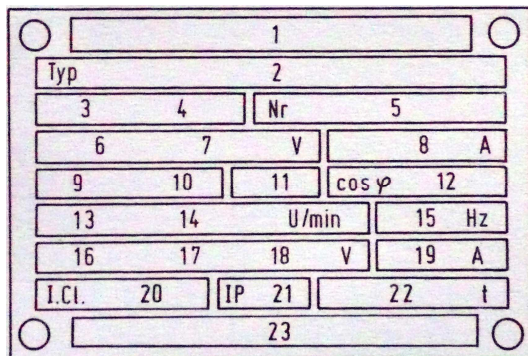 1
Typ 2
3 4 Nr 5
6 7 V 8 A
9 10 11 cos φ 12
13 14 U/min 15 Hz
16 17 18 V 19 A
I.Cl. 20 IP 21 22 t
23